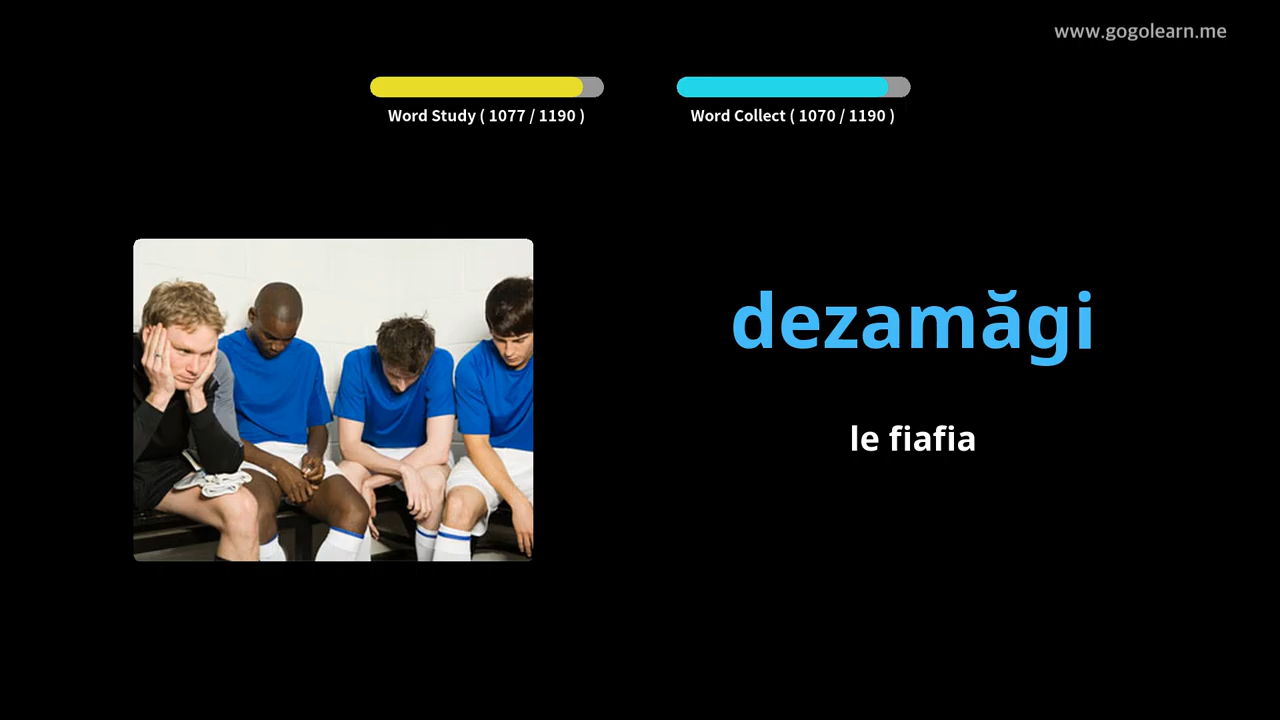 www.gogolearn.me
Word Study ( 1077 / 1190 )
Word Collect ( 1070 / 1190 )
dezamăgi
le fiafia